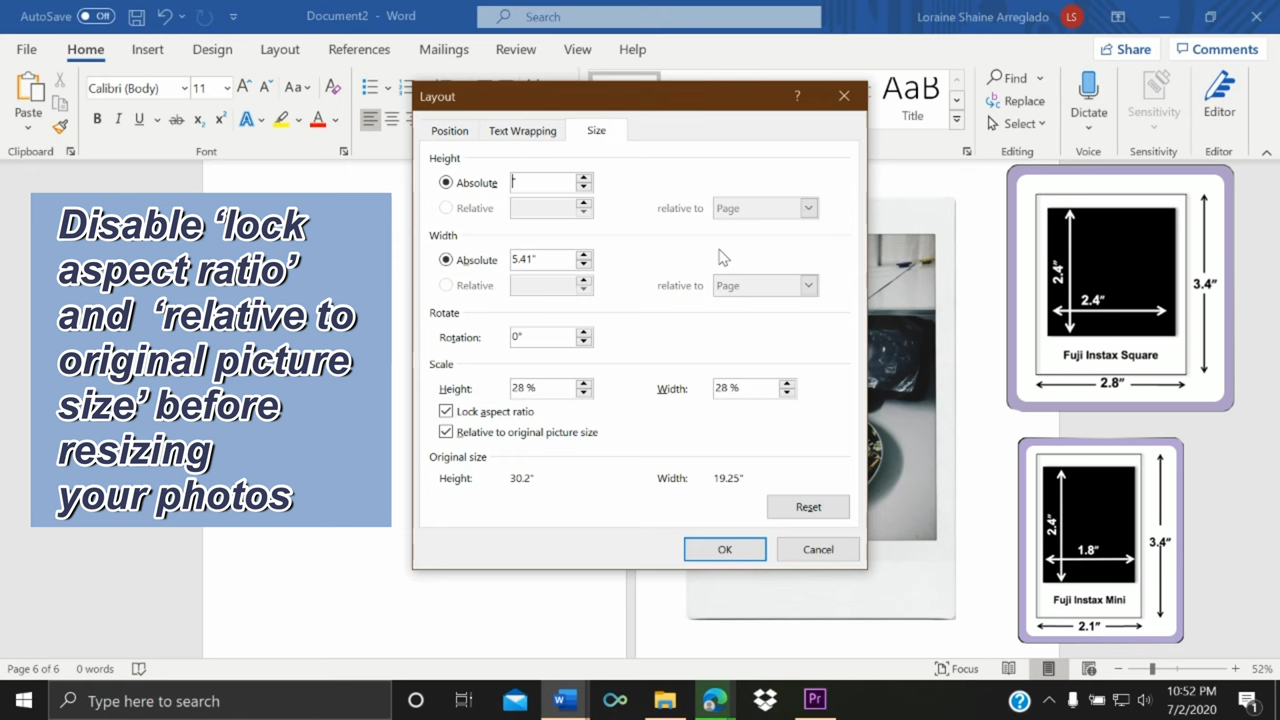 AutoSave Off
Document2 - Word
Search
Loraine Shaine Arreglado
LS
File
Home
Insert
Design
Layout
References
Mailings
Review
View
Help
Share
Comments
Paste
Clipboard
Calibri (Body)
11
Aa
B I U ab x₂ x² A A
Font
AaB
Title
Find
Replace
Select
Editing
Dictate
Voice
Sensitivity
Sensitivity
Editor
Editor
Layout
?
Position
Text Wrapping
Size
Height
Absolute "
Relative
relative to Page
Width
Absolute 5.41"
Relative
relative to Page
Rotate
Rotation: 0°
Scale
Height: 28 % Width: 28 %
Lock aspect ratio
Relative to original picture size
Original size
Height: 30.2" Width: 19.25"
Reset
OK
Cancel
Disable ‘lock
aspect ratio’
and ‘relative to
original picture
size’ before
resizing
your photos
2.4"
2.4"
3.4"
Fuji Instax Square
2.8"
2.4"
1.8"
3.4"
Fuji Instax Mini
2.1"
Page 6 of 6
0 words
Focus
52%
Type here to search
W
Pr
10:52 PM
7/2/2020
1